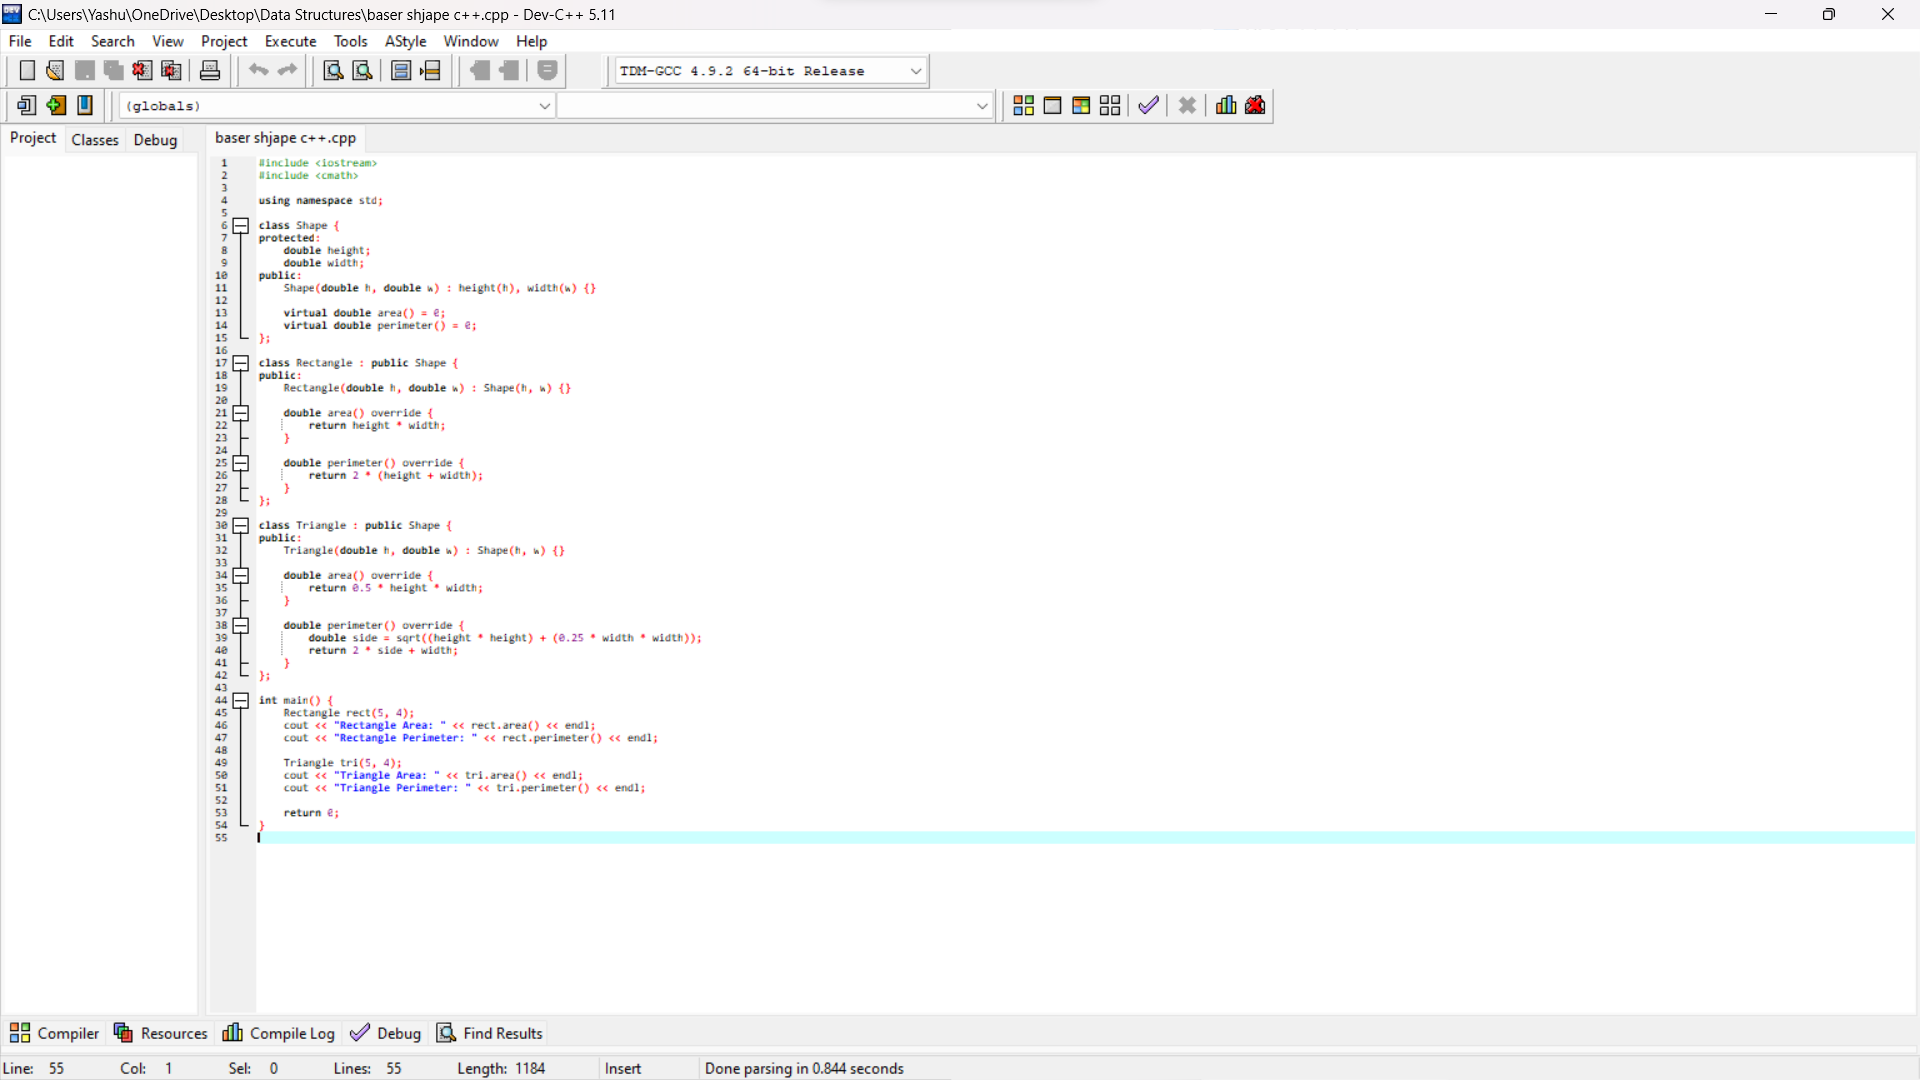 C:\Users\Yashu\OneDrive\Desktop\Data Structures\baser shjape c++.cpp - Dev-C++ 5.11
File Edit Search View Project Execute Tools AStyle Window Help
TDM-GCC 4.9.2 64-bit Release
(globals)
Project Classes Debug
baser shjape c++.cpp
1 #include <iostream>
2 #include <cmath>
3
4 using namespace std;
5
6 class Shape {
7 protected:
8     double height;
9     double width;
10 public:
11     Shape(double h, double w) : height(h), width(w) {}
12
13     virtual double area() = 0;
14     virtual double perimeter() = 0;
15 };
16
17 class Rectangle : public Shape {
18 public:
19     Rectangle(double h, double w) : Shape(h, w) {}
20
21     double area() override {
22         return height * width;
23     }
24
25     double perimeter() override {
26         return 2 * (height + width);
27     }
28 };
29
30 class Triangle : public Shape {
31 public:
32     Triangle(double h, double w) : Shape(h, w) {}
33
34     double area() override {
35         return 0.5 * height * width;
36     }
37
38     double perimeter() override {
39         double side = sqrt((height * height) + (0.25 * width * width));
40         return 2 * side + width;
41     }
42 };
43
44 int main() {
45     Rectangle rect(5, 4);
46     cout << "Rectangle Area: " << rect.area() << endl;
47     cout << "Rectangle Perimeter: " << rect.perimeter() << endl;
48
49     Triangle tri(5, 4);
50     cout << "Triangle Area: " << tri.area() << endl;
51     cout << "Triangle Perimeter: " << tri.perimeter() << endl;
52
53     return 0;
54 }
55
Compiler Resources Compile Log Debug Find Results
Line: 55 Col: 1 Sel: 0 Lines: 55 Length: 1184 Insert Done parsing in 0.844 seconds